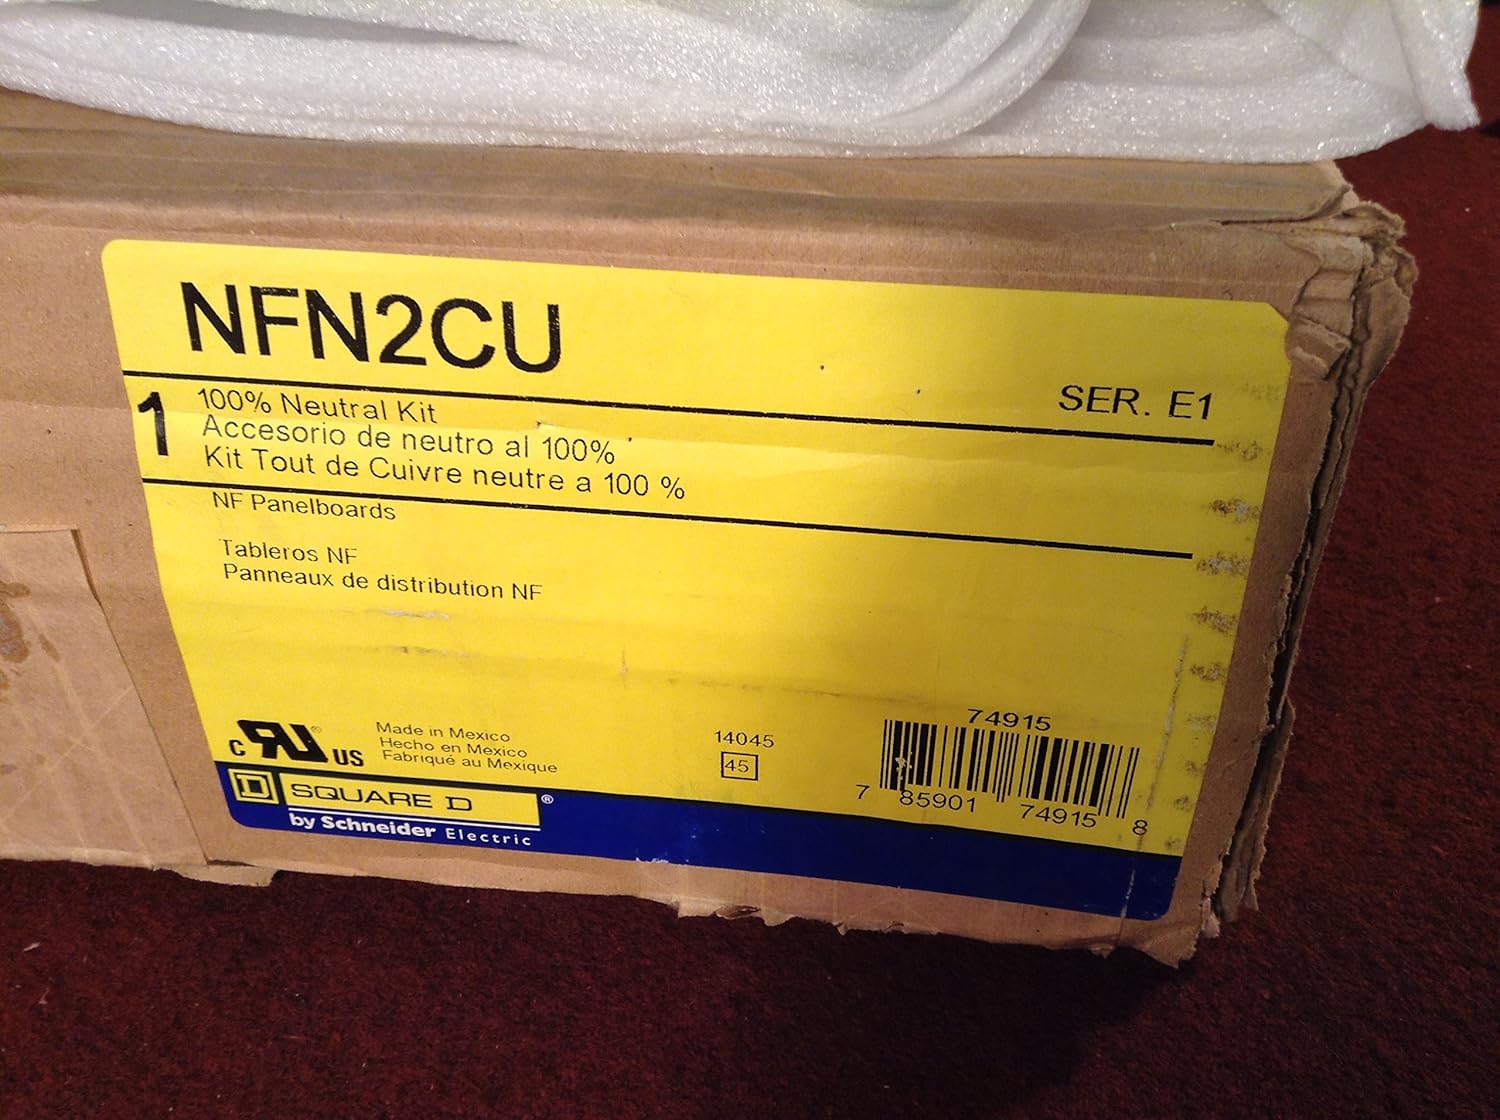 NFN2CU
SER. E1
1
100% Neutral Kit
Accesorio de neutro al 100%
Kit Tout de Cuivre neutre a 100 %
NF Panelboards
Tableros NF
Panneaux de distribution NF
C RU ® US
Made in Mexico
Hecho en Mexico
Fabriqué au Mexique
14045
45
74915
7 85901 74915 8
D SQUARE D ®
by Schneider Electric